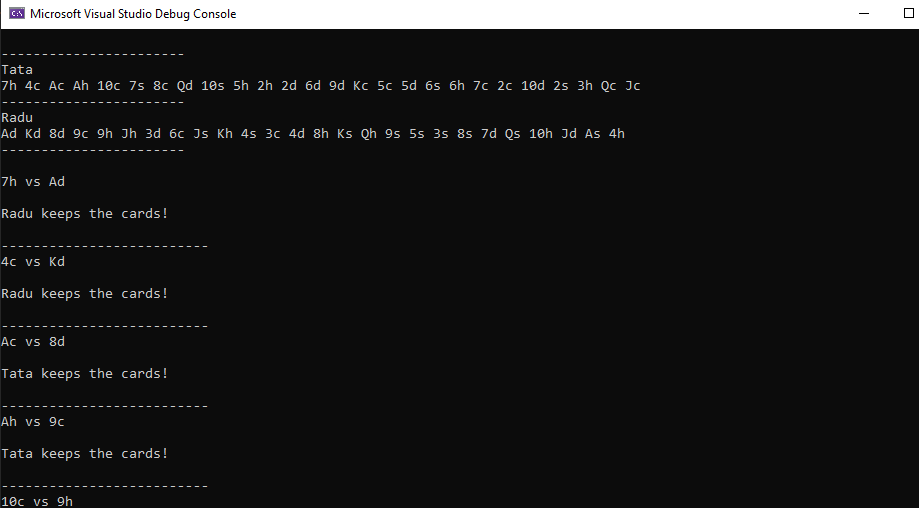 Microsoft Visual Studio Debug Console
-----------------------
Tata
7h 4c Ac Ah 10c 7s 8c Qd 10s 5h 2h 2d 6d 9d Kc 5c 5d 6s 6h 7c 2c 10d 2s 3h Qc Jc
-----------------------
Radu
Ad Kd 8d 9c 9h Jh 3d 6c Js Kh 4s 3c 4d 8h Ks Qh 9s 5s 3s 8s 7d Qs 10h Jd As 4h
-----------------------
7h vs Ad
Radu keeps the cards!
--------------------------
4c vs Kd
Radu keeps the cards!
--------------------------
Ac vs 8d
Tata keeps the cards!
--------------------------
Ah vs 9c
Tata keeps the cards!
--------------------------
10c vs 9h